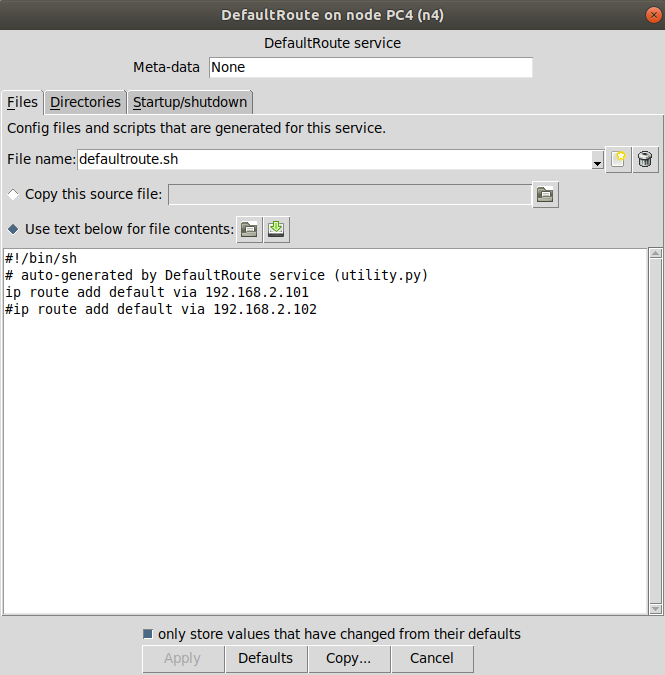 DefaultRoute on node PC4 (n4)
DefaultRoute service
Meta-data None
Files Directories Startup/shutdown
Config files and scripts that are generated for this service.
File name: defaultroute.sh
Copy this source file:
Use text below for file contents:
#!/bin/sh
# auto-generated by DefaultRoute service (utility.py)
ip route add default via 192.168.2.101
#ip route add default via 192.168.2.102
only store values that have changed from their defaults
Apply Defaults Copy... Cancel